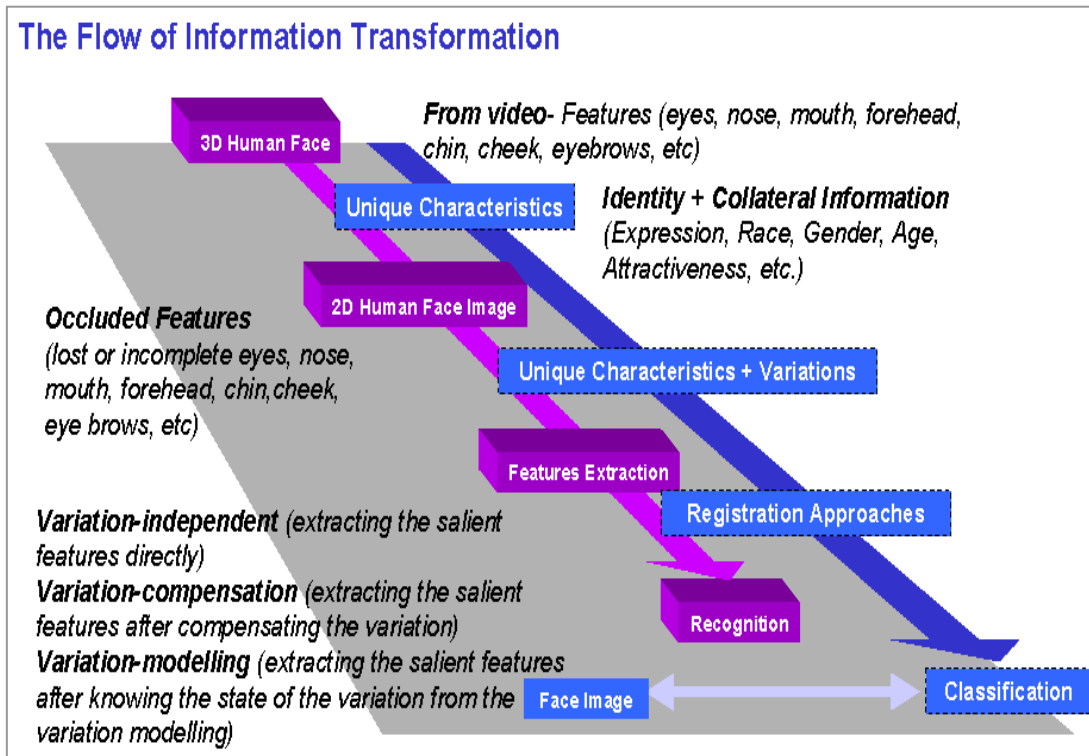 The Flow of Information Transformation
3D Human Face
From video- Features (eyes, nose, mouth, forehead,
chin, cheek, eyebrows, etc)
Unique Characteristics
Identity + Collateral Information
(Expression, Race, Gender, Age,
Attractiveness, etc.)
2D Human Face Image
Occluded Features
(lost or incomplete eyes, nose,
mouth, forehead, chin,cheek,
eye brows, etc)
Unique Characteristics + Variations
Features Extraction
Registration Approaches
Variation-independent (extracting the salient
features directly)
Variation-compensation (extracting the salient
features after compensating the variation)
Variation-modelling (extracting the salient features
after knowing the state of the variation from the
variation modelling)
Recognition
Face Image
Classification